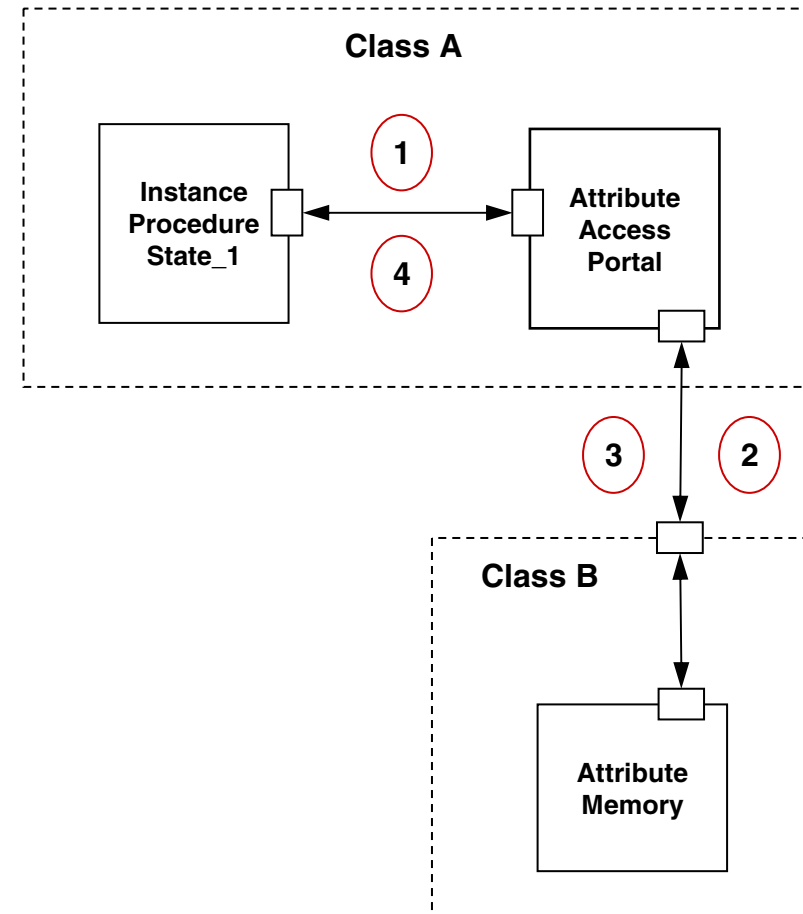 Class A
1
Instance
Procedure
State_1
Attribute
Access
Portal
4
3
2
Class B
Attribute
Memory